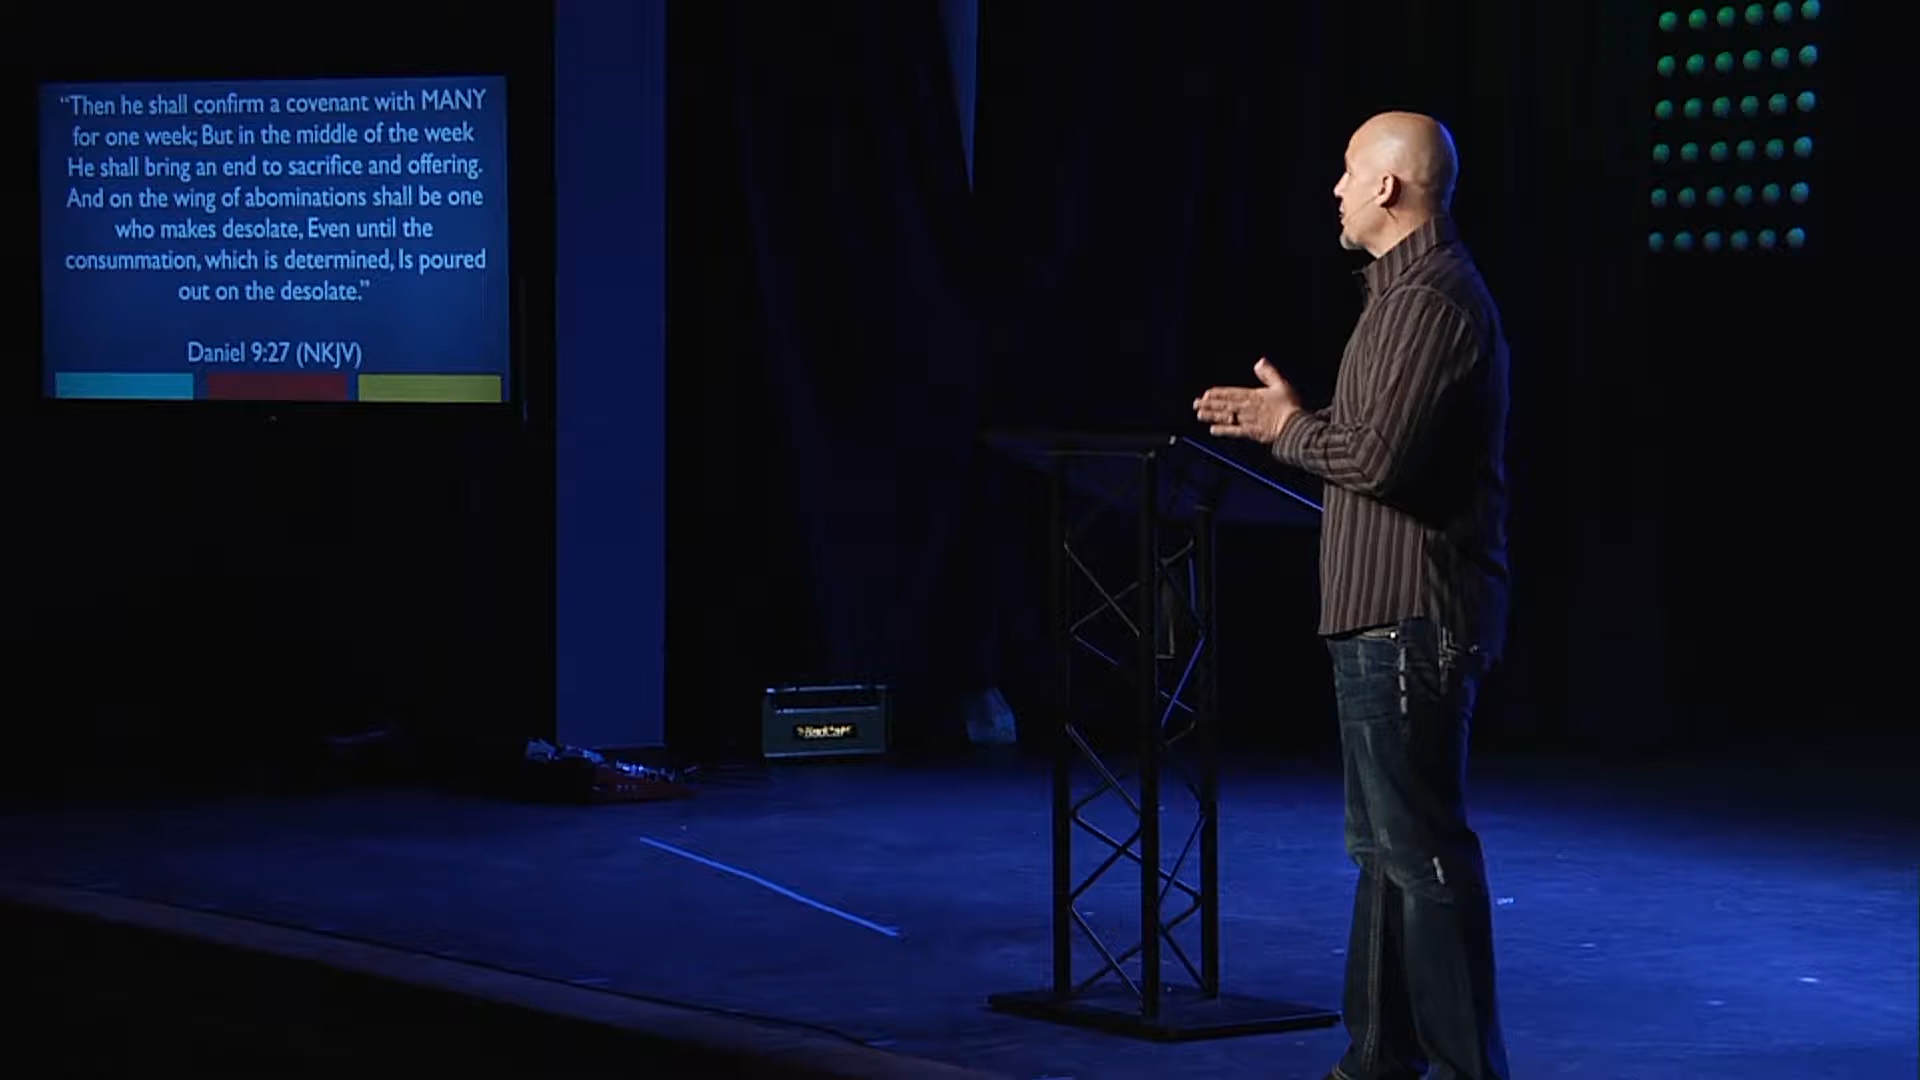 “Then he shall confirm a covenant with MANY
for one week; But in the middle of the week
He shall bring an end to sacrifice and offering.
And on the wing of abominations shall be one
who makes desolate, Even until the
consummation, which is determined, Is poured
out on the desolate.”
Daniel 9:27 (NKJV)